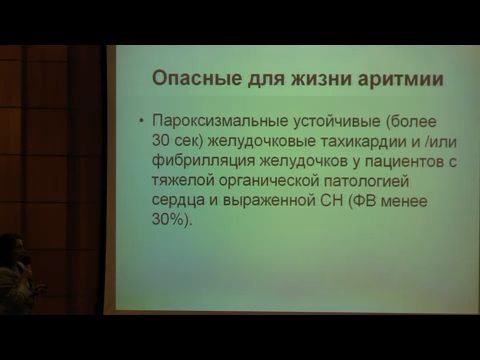 Опасные для жизни аритмии
• Пароксизмальные устойчивые (более
30 сек) желудочковые тахикардии и /или
фибрилляция желудочков у пациентов с
тяжелой органической патологией
сердца и выраженной СН (ФВ менее
30%).